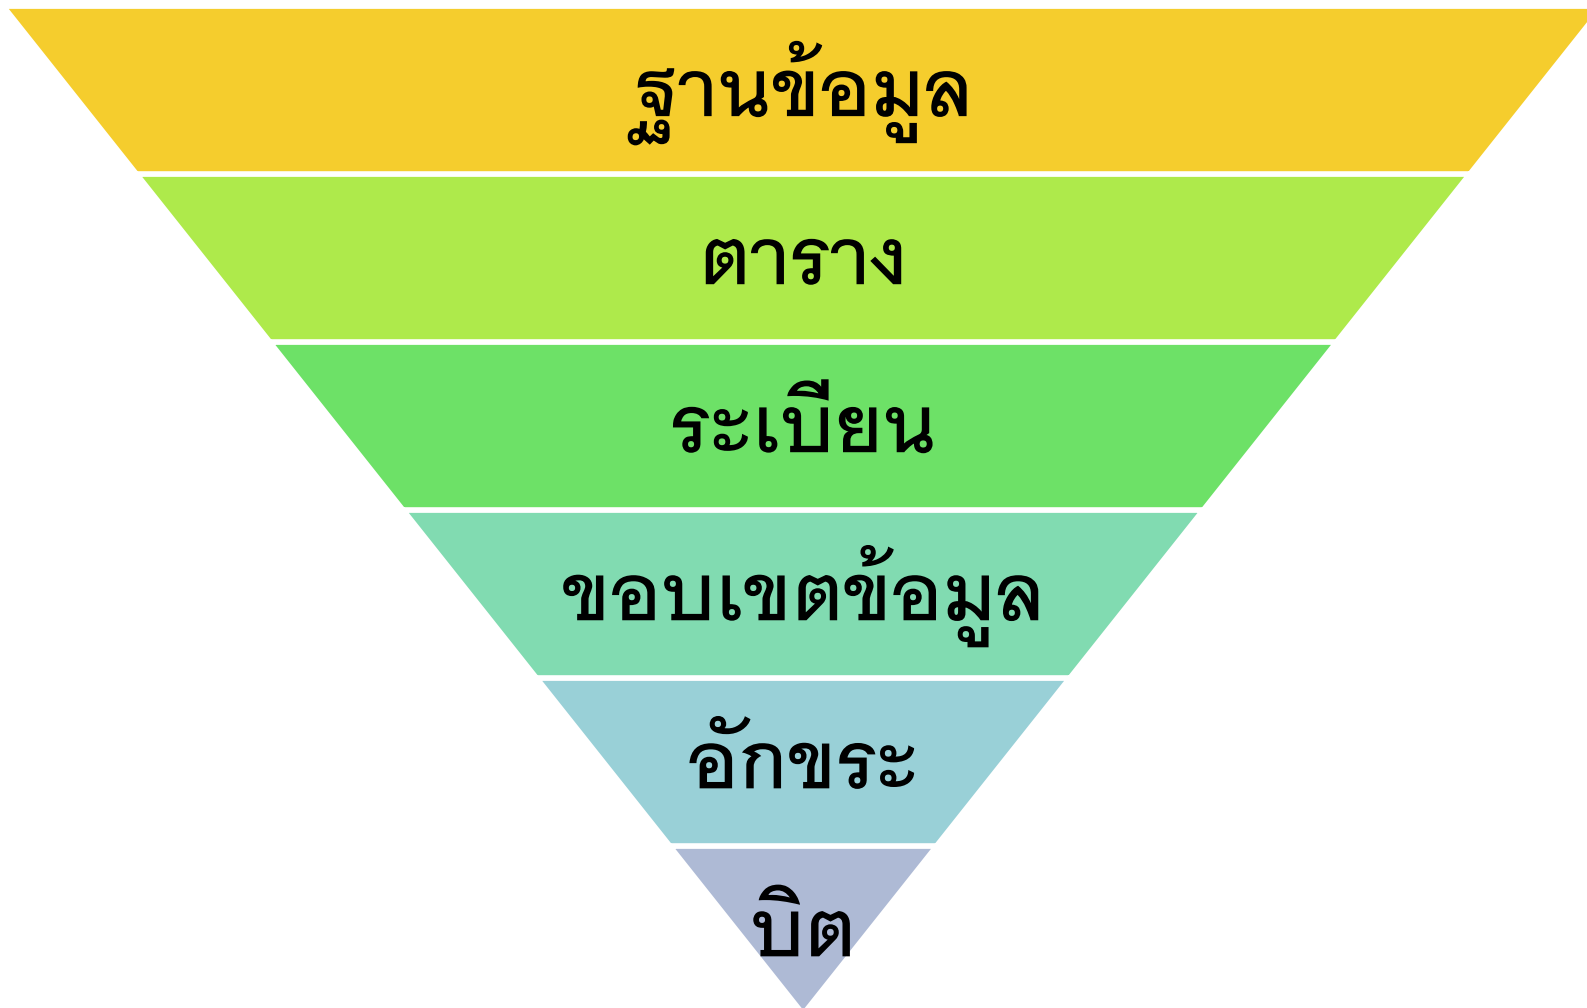 ฐานข้อมูล
ตาราง
ระเบียน
ขอบเขตข้อมูล
อักขระ
บิต